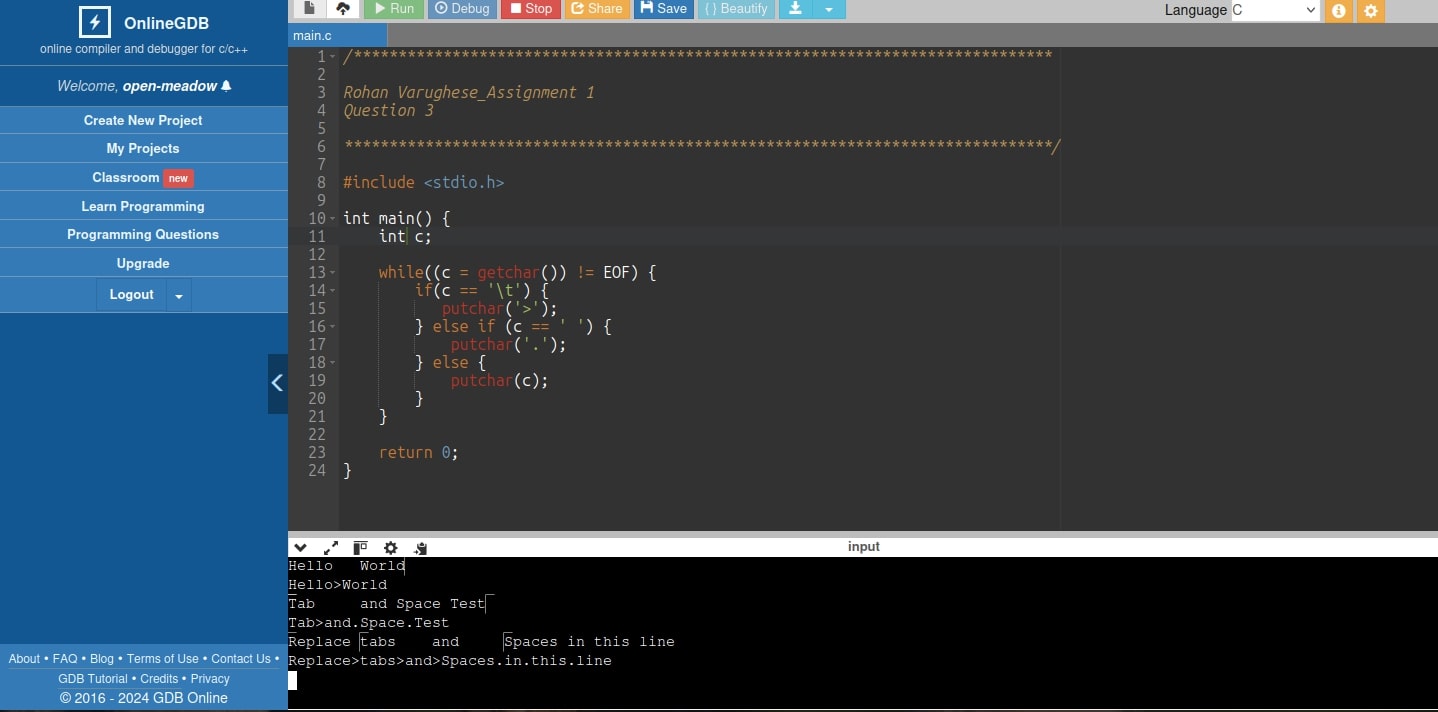 OnlineGDB
online compiler and debugger for c/c++
Welcome, open-meadow
Create New Project
My Projects
Classroom new
Learn Programming
Programming Questions
Upgrade
Logout
About • FAQ • Blog • Terms of Use • Contact Us •
GDB Tutorial • Credits • Privacy
© 2016 - 2024 GDB Online
Run Debug Stop Share Save { } Beautify Language C
main.c
1 /******************************************************************************
2
3 Rohan Varughese_Assignment 1
4 Question 3
5
6 *******************************************************************************/
7
8 #include <stdio.h>
9
10 int main() {
11     int c;
12
13     while((c = getchar()) != EOF) {
14         if(c == '\t') {
15            putchar('>');
16         } else if (c == ' ') {
17             putchar('.');
18         } else {
19             putchar(c);
20         }
21     }
22
23     return 0;
24 }
input
Hello   World
Hello>World
Tab     and Space Test
Tab>and.Space.Test
Replace tabs    and     Spaces in this line
Replace>tabs>and>Spaces.in.this.line